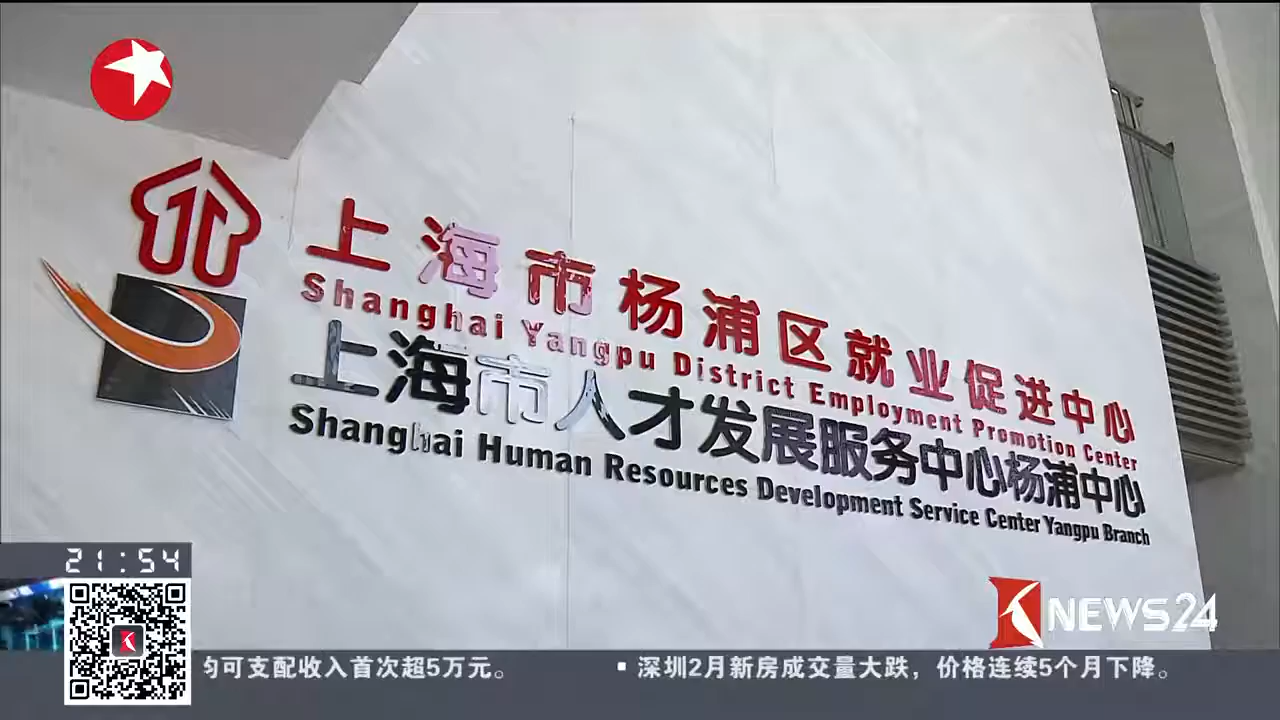 上海市杨浦区就业促进中心
Shanghai Yangpu District Employment Promotion Center
上海市人才发展服务中心杨浦中心
Shanghai Human Resources Development Service Center Yangpu Branch
NEWS24
21:54
均可支配收入首次超5万元。
▪ 深圳2月新房成交量大跌，价格连续5个月下降。